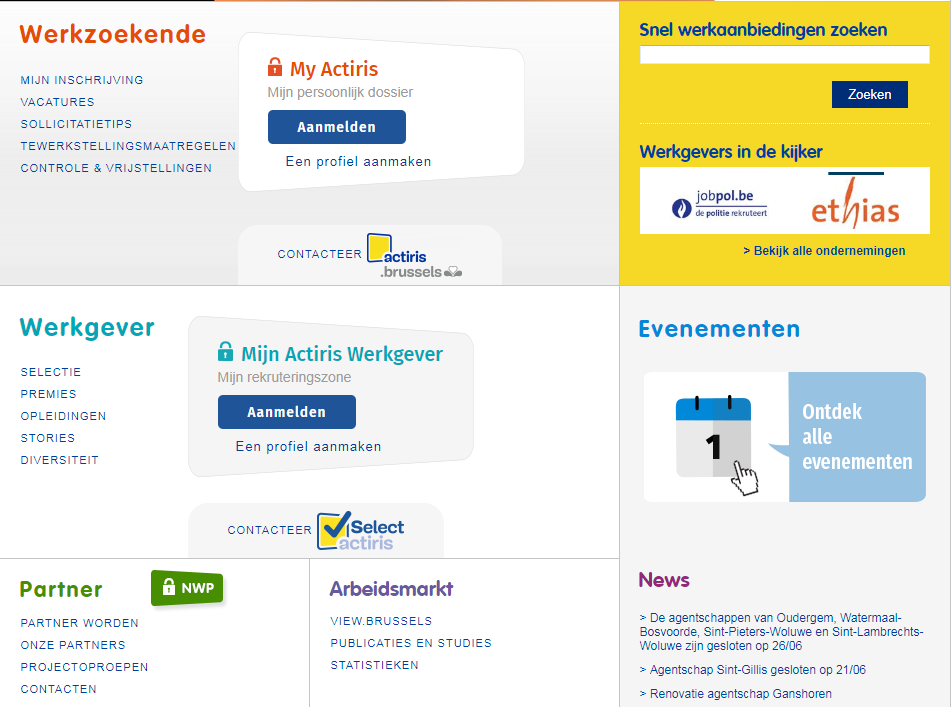 Werkzoekende
MIJN INSCHRIJVING
VACATURES
SOLLICITATIETIPS
TEWERKSTELLINGSMAATREGELEN
CONTROLE & VRIJSTELLINGEN
My Actiris
Mijn persoonlijk dossier
Aanmelden
Een profiel aanmaken
CONTACTEER
actiris
.brussels
Snel werkaanbiedingen zoeken
Zoeken
Werkgevers in de kijker
jobpol.be
de politie rekruteert
ethias
> Bekijk alle ondernemingen
Werkgever
SELECTIE
PREMIES
OPLEIDINGEN
STORIES
DIVERSITEIT
Mijn Actiris Werkgever
Mijn rekruteringszone
Aanmelden
Een profiel aanmaken
CONTACTEER
Select
actiris
Evenementen
1
Ontdek
alle
evenementen
Partner
NWP
PARTNER WORDEN
ONZE PARTNERS
PROJECTOPROEPEN
CONTACTEN
Arbeidsmarkt
VIEW.BRUSSELS
PUBLICATIES EN STUDIES
STATISTIEKEN
News
> De agentschappen van Oudergem, Watermaal-
Bosvoorde, Sint-Pieters-Woluwe en Sint-Lambrechts-
Woluwe zijn gesloten op 26/06
> Agentschap Sint-Gillis gesloten op 21/06
> Renovatie agentschap Ganshoren